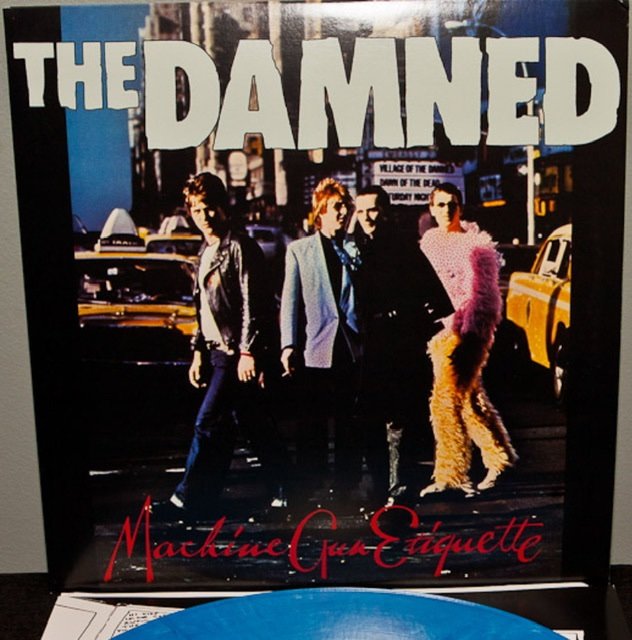 THE DAMNED
VILLAGE OF THE DAMNED
DAWN OF THE DEAD
Machine Gun Etiquette